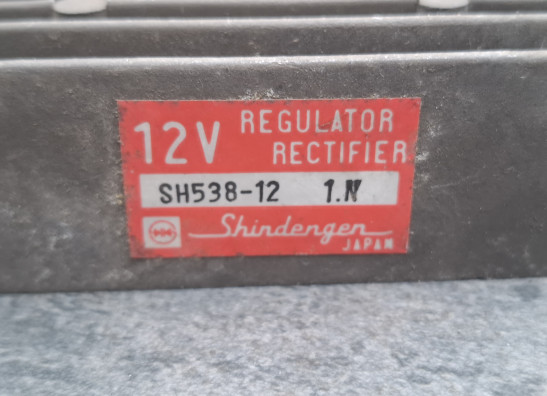 12V REGULATOR
RECTIFIER
SH538-12 1.N
Shindengen
JAPAN